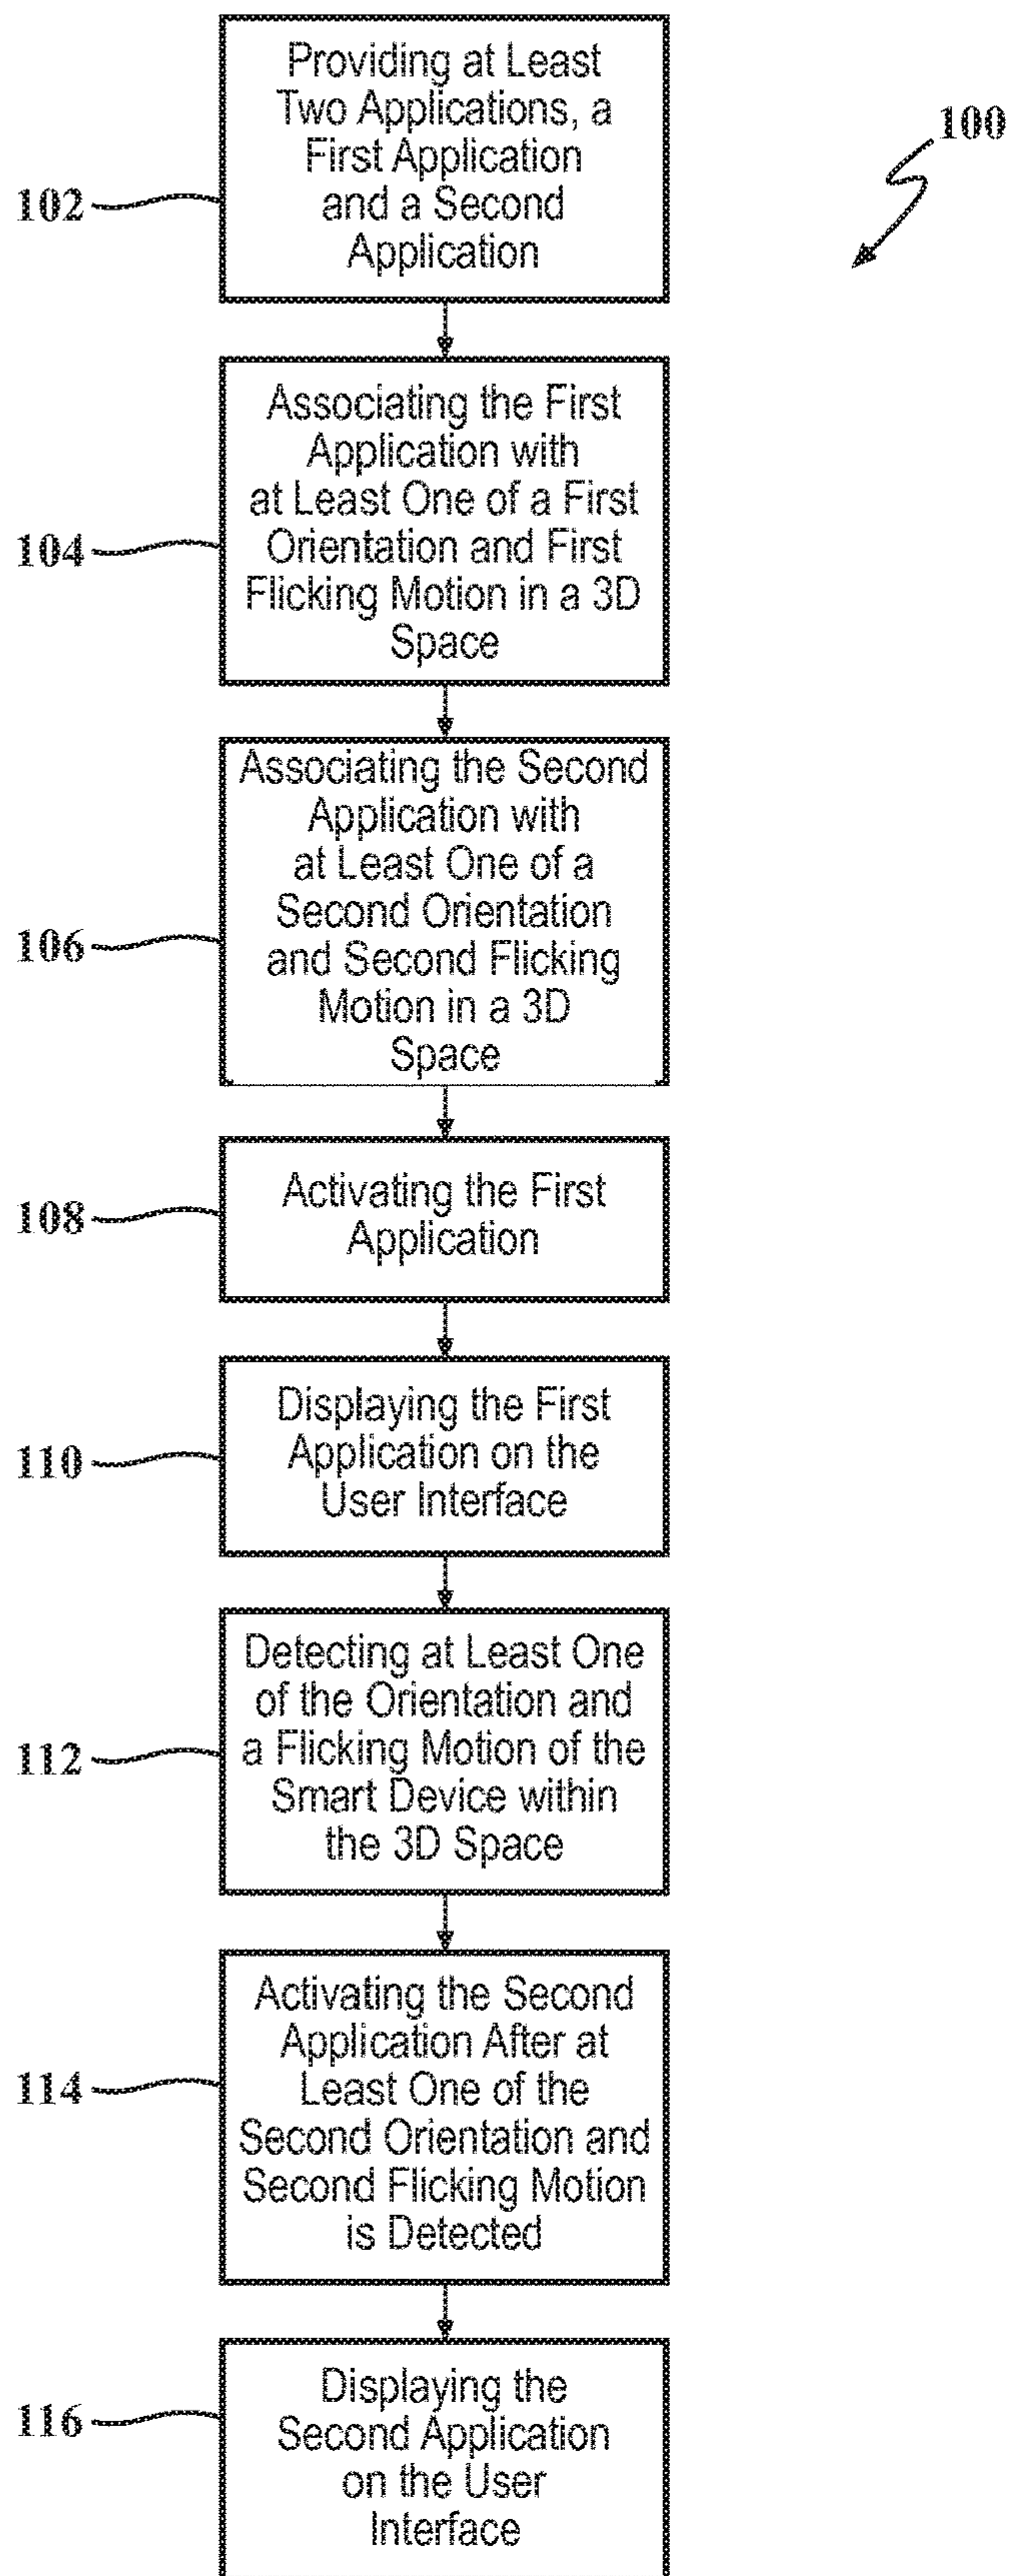 Providing at Least
Two Applications, a
First Application
and a Second
Application
100
102
Associating the First
Application with
at Least One of a First
Orientation and First
Flicking Motion in a 3D
Space
104
Associating the Second
Application with
at Least One of a
Second Orientation
and Second Flicking
Motion in a 3D
Space
106
Activating the First
Application
108
Displaying the First
Application on the
User Interface
110
Detecting at Least One
of the Orientation and
a Flicking Motion of the
Smart Device within
the 3D Space
112
Activating the Second
Application After at
Least One of the
Second Orientation and
Second Flicking Motion
is Detected
114
Displaying the
Second Application
on the User
Interface
116